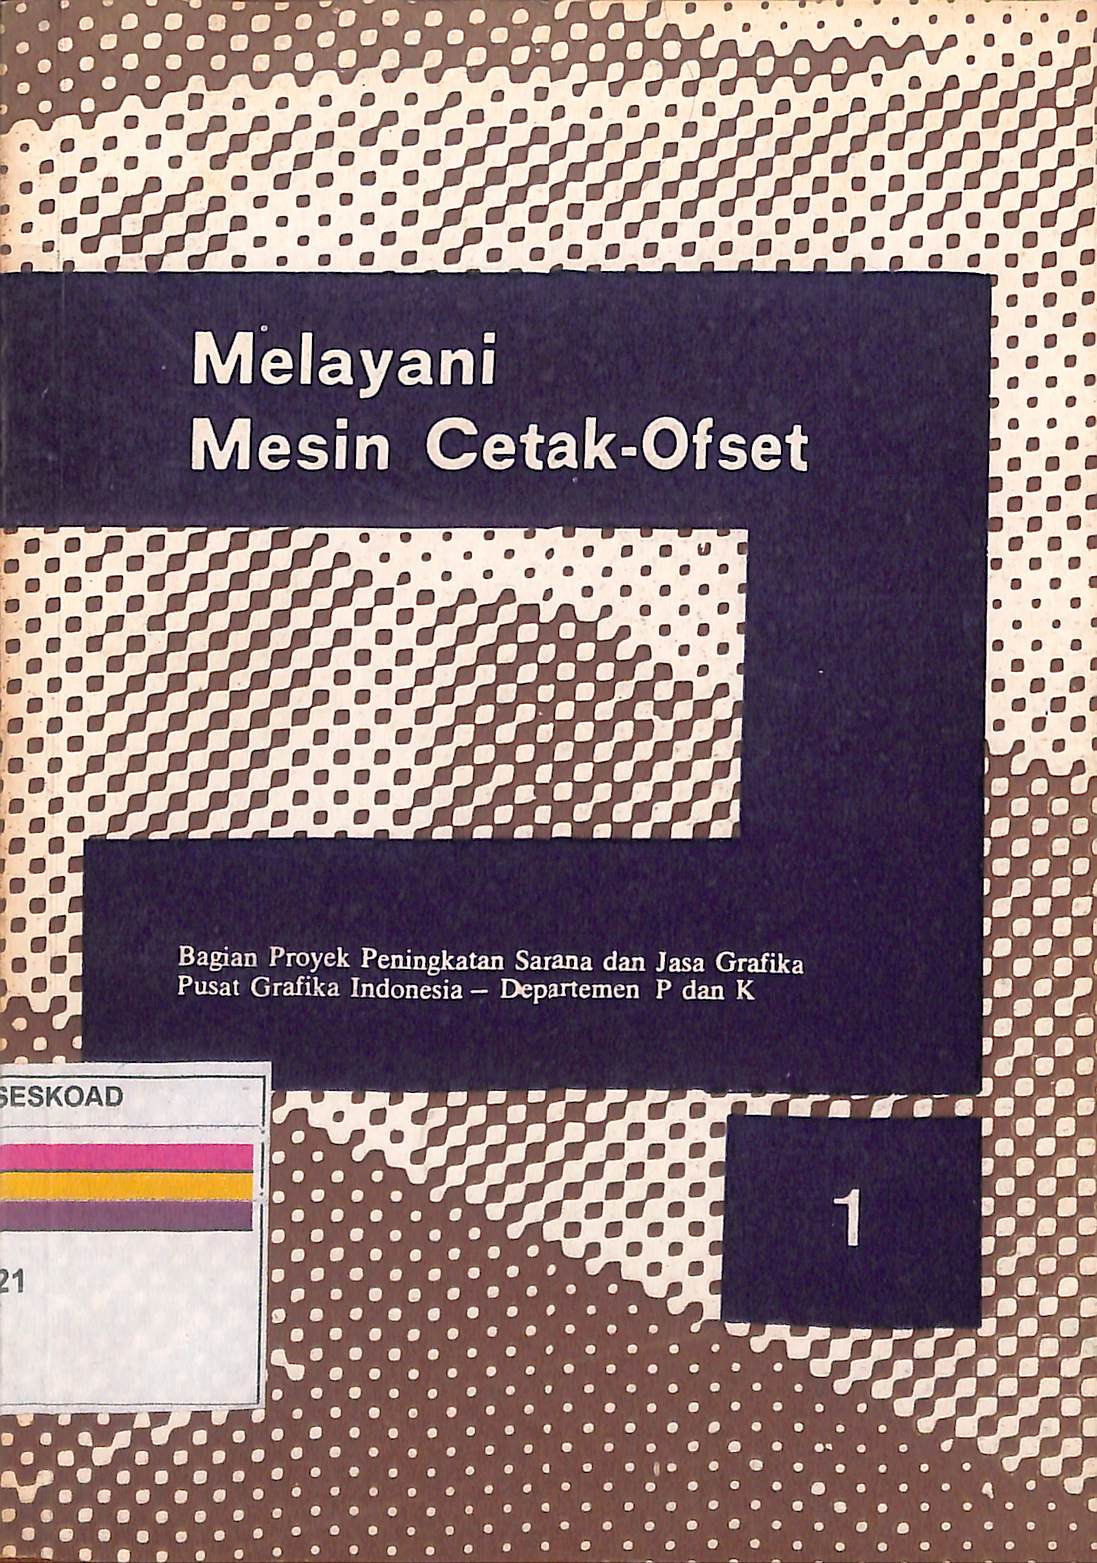 Melayani
Mesin Cetak-Ofset
Bagian Proyek Peningkatan Sarana dan Jasa Grafika
Pusat Grafika Indonesia — Departemen P dan K
SESKOAD
1
21